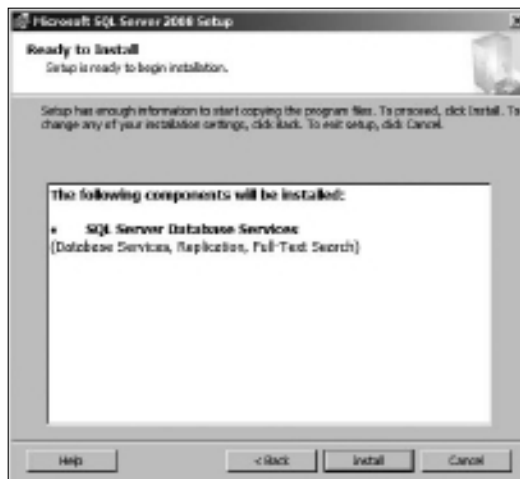 Microsoft SQL Server 2008 Setup
Ready to Install
Setup is ready to begin installation.
Setup has enough information to start copying the program files. To proceed, click Install. To
change any of your installation settings, click Back. To exit setup, click Cancel.
The following components will be installed:
• SQL Server Database Services
(Database Services, Replication, Full-Text Search)
Help
< Back
Install
Cancel